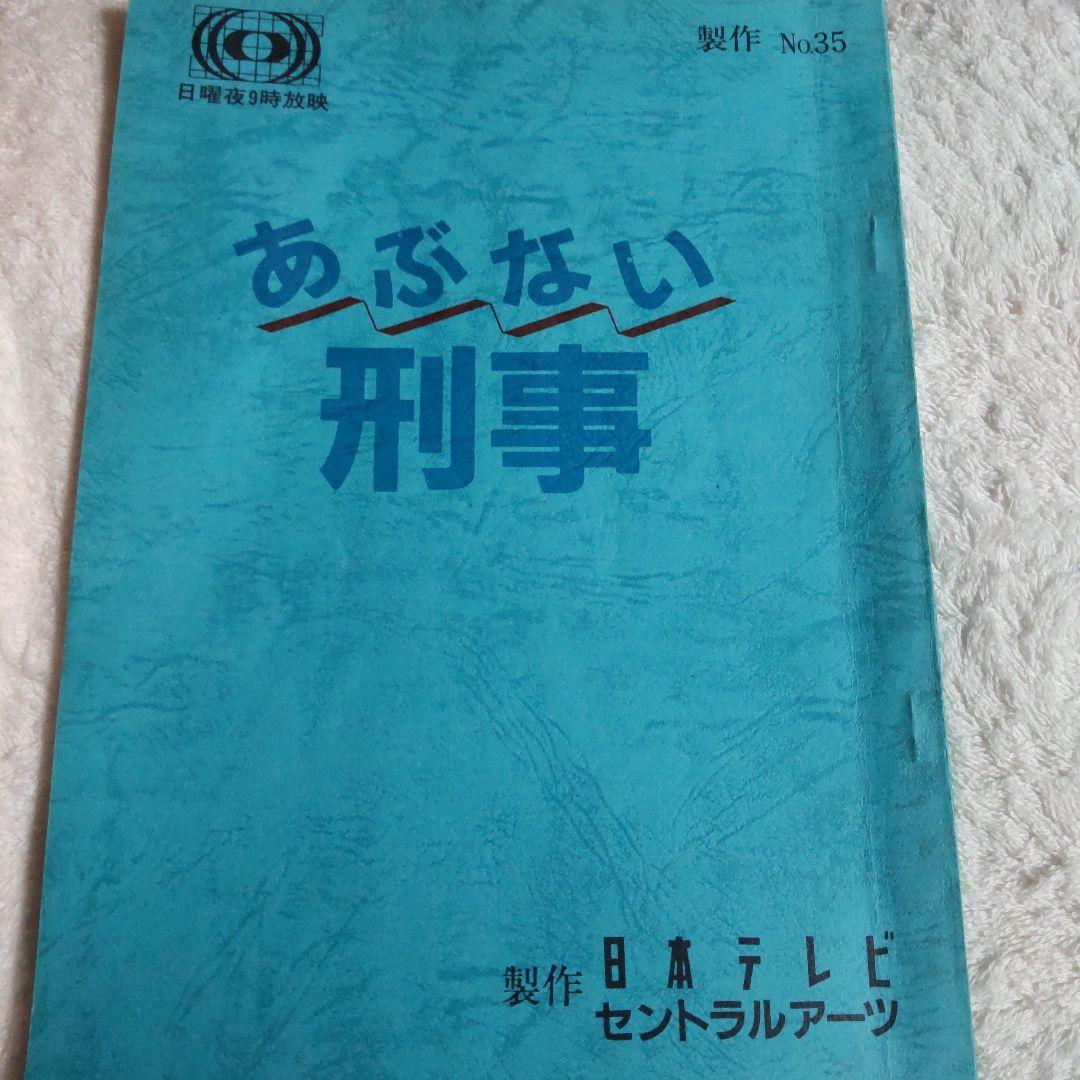 製作 No.35
日曜夜9時放映
あぶない
刑事
製作 日本テレビ
セントラルアーツ